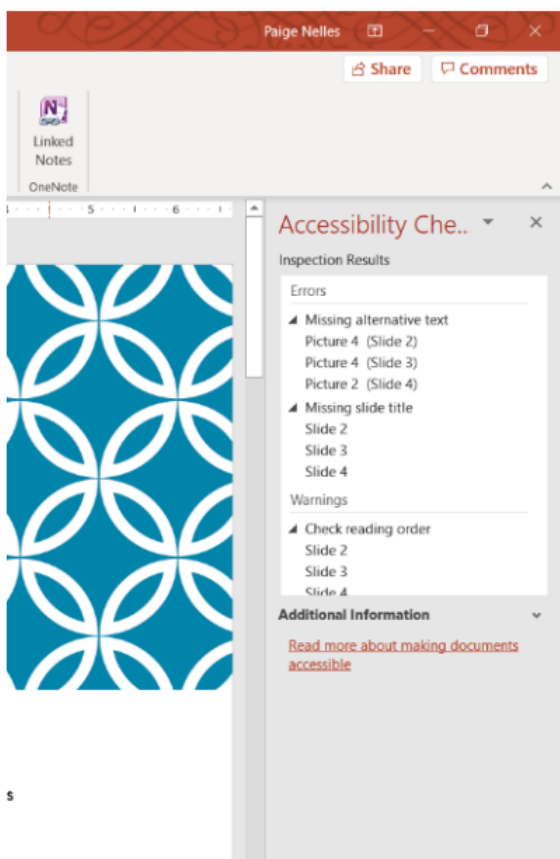 Paige Nelles
Share
Comments
N
Linked
Notes
OneNote
5
6
Accessibility Che...
Inspection Results
Errors
Missing alternative text
Picture 4 (Slide 2)
Picture 4 (Slide 3)
Picture 2 (Slide 4)
Missing slide title
Slide 2
Slide 3
Slide 4
Warnings
Check reading order
Slide 2
Slide 3
Slide 4
Additional Information
Read more about making documents
accessible
s